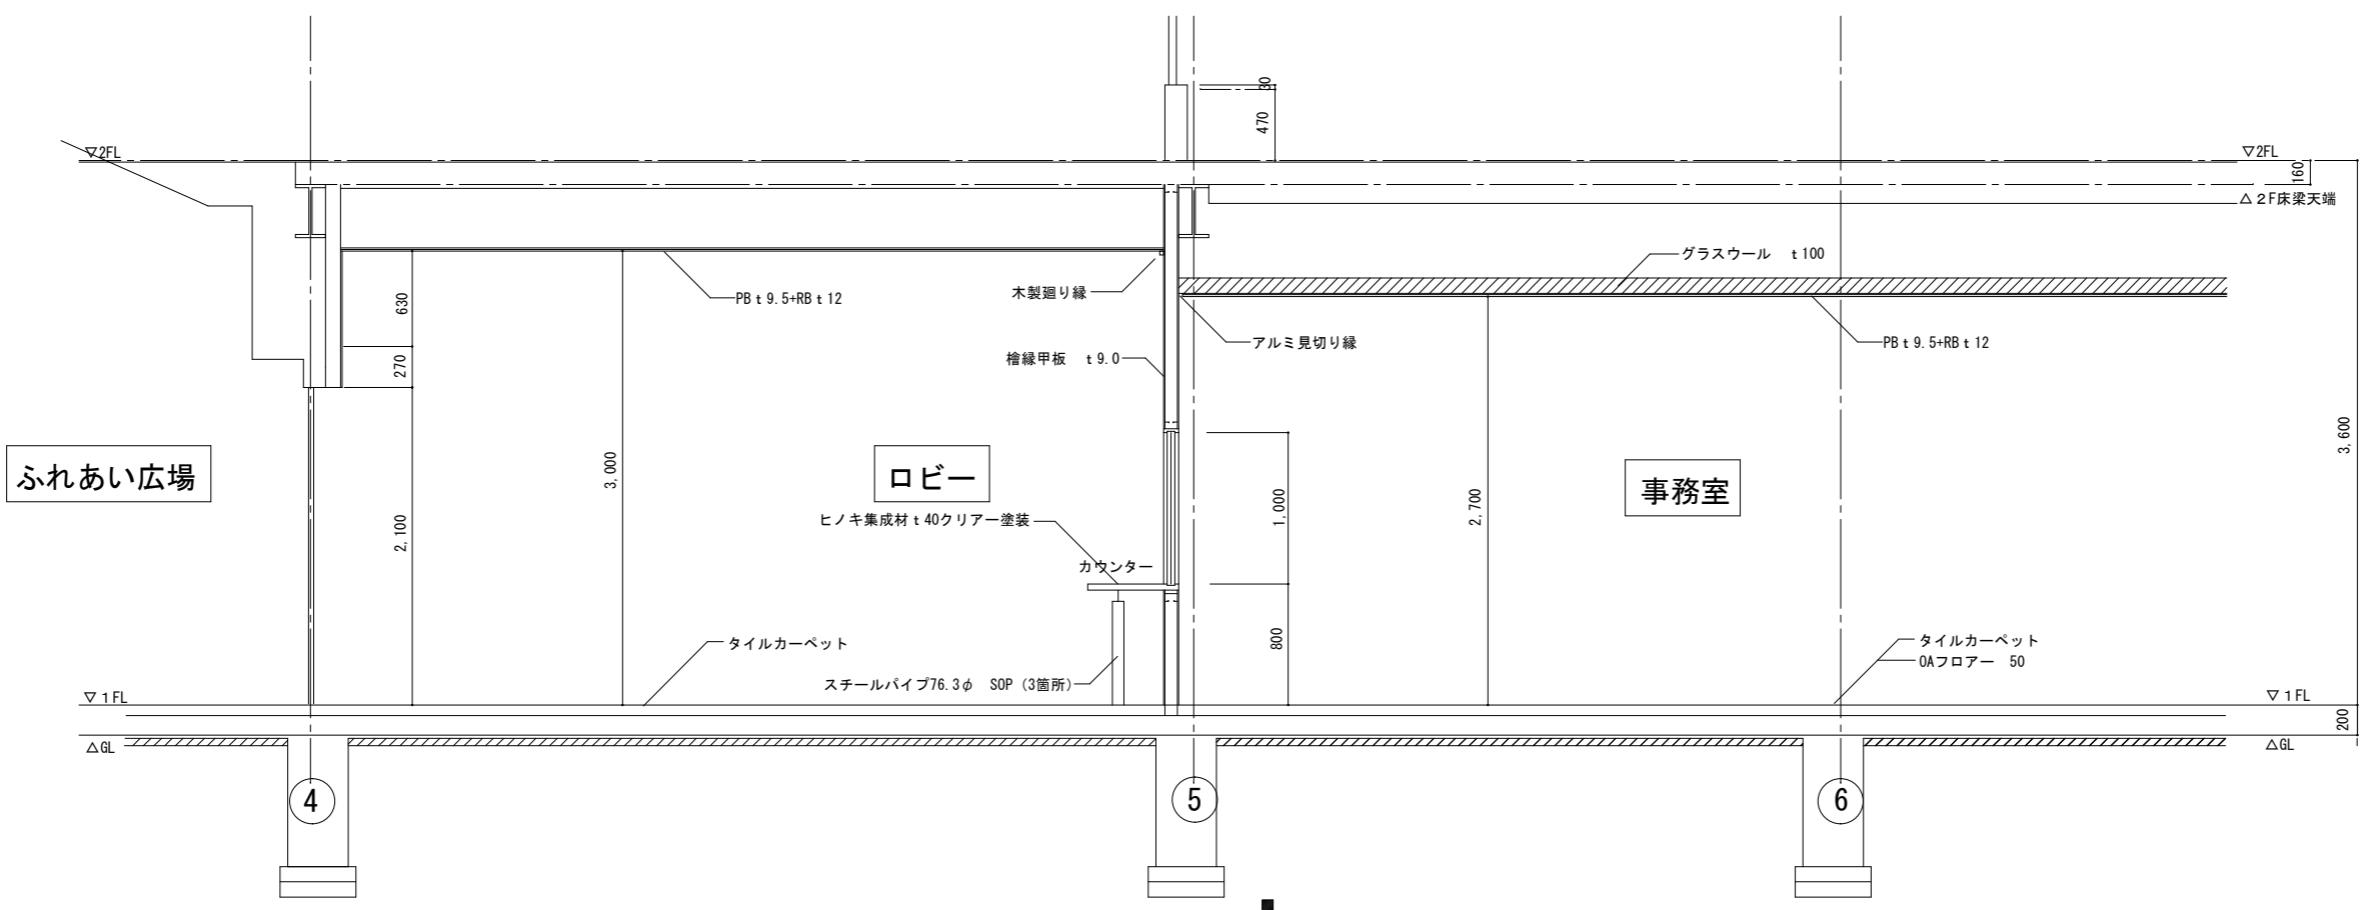 30
470
▽2FL
▽2FL
160
△2F床梁天端
グラスウール t100
木製廻り縁
PBt9.5+RBt12
630
アルミ見切り縁
PBt9.5+RBt12
檜縁甲板 t9.0
270
3,600
ふれあい広場
3,000
ロビー
事務室
1,000
2,700
ヒノキ集成材t40クリアー塗装
2,100
カウンター
タイルカーペット
800
タイルカーペット
OAフロアー 50
スチールパイプ76.3φ SOP(3箇所)
▽1FL
▽1FL
200
△GL
△GL
4
5
6